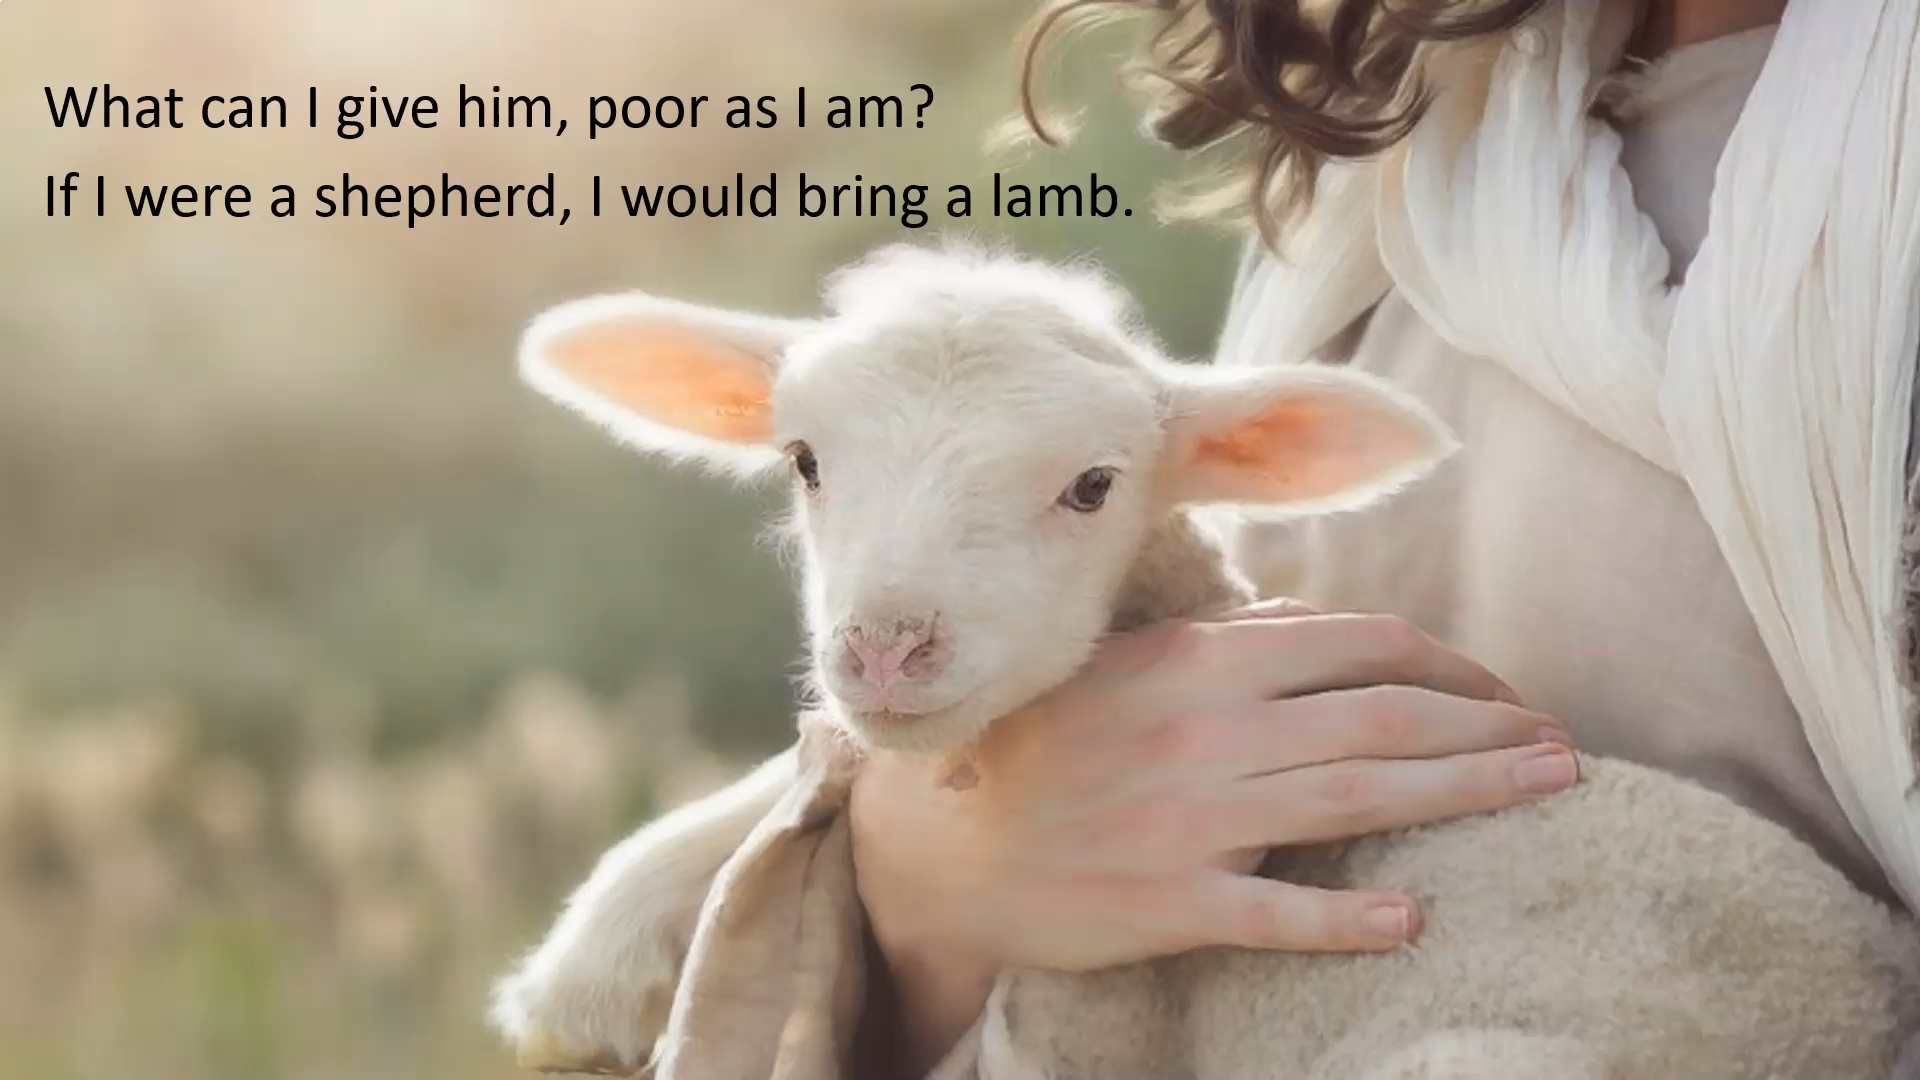 What can I give him, poor as I am?
If I were a shepherd, I would bring a lamb.